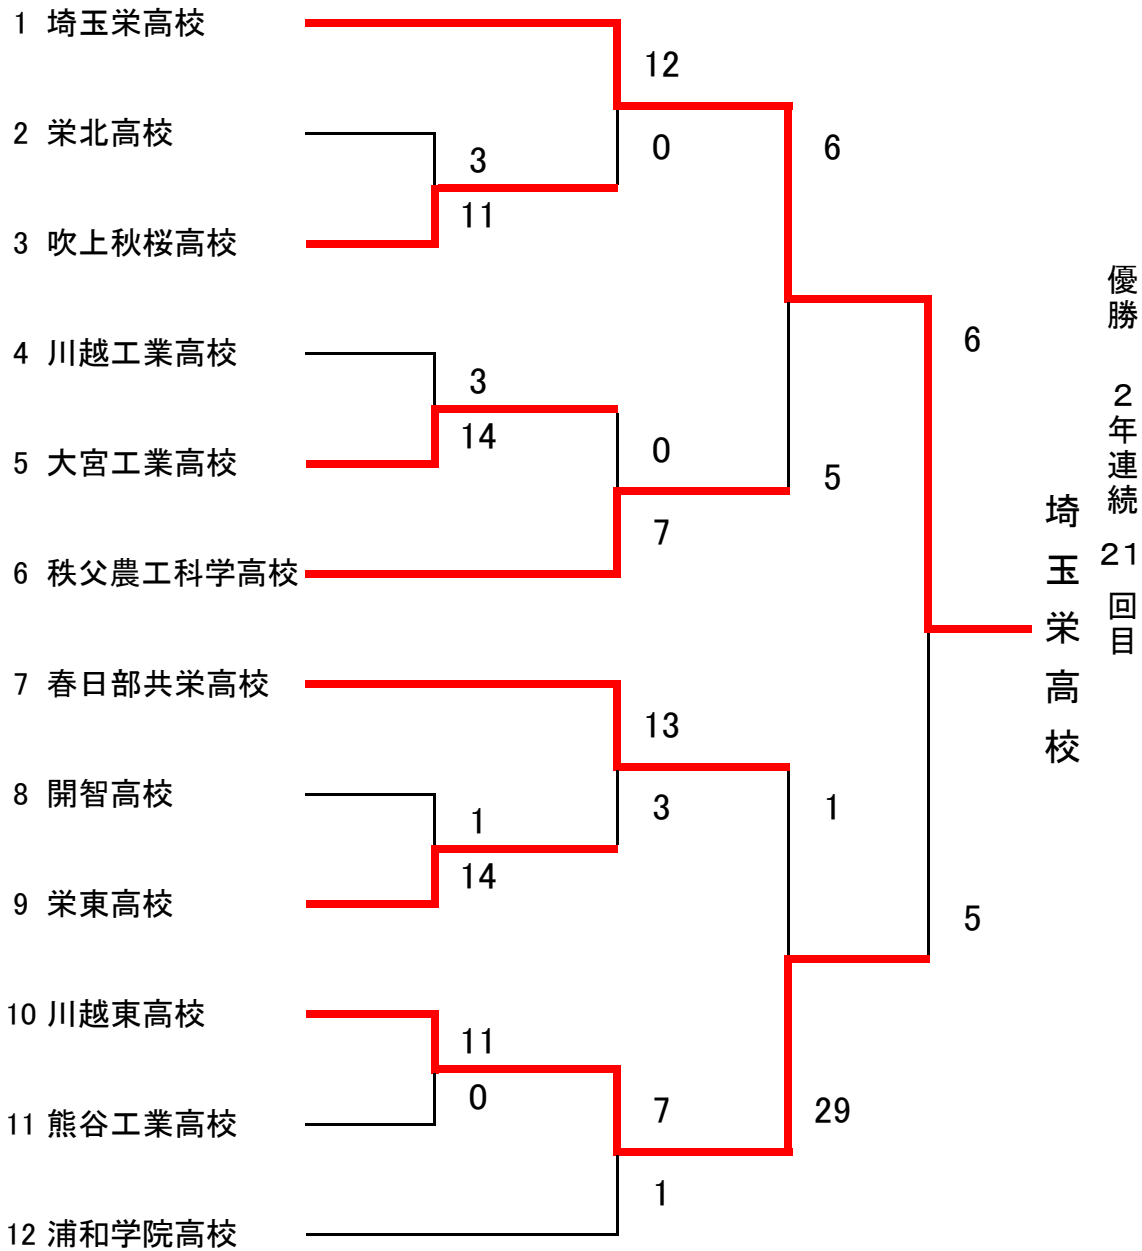 1 埼玉栄高校
12
2 栄北高校
0
6
3
11
3 吹上秋桜高校
6
4 川越工業高校
3
14
0
5 大宮工業高校
5
7
6 秩父農工科学高校
7 春日部共栄高校
13
8 開智高校
3
1
1
14
9 栄東高校
5
10 川越東高校
11
0
7
29
11 熊谷工業高校
1
12 浦和学院高校
埼玉栄高校
優勝 2年連続 21回目